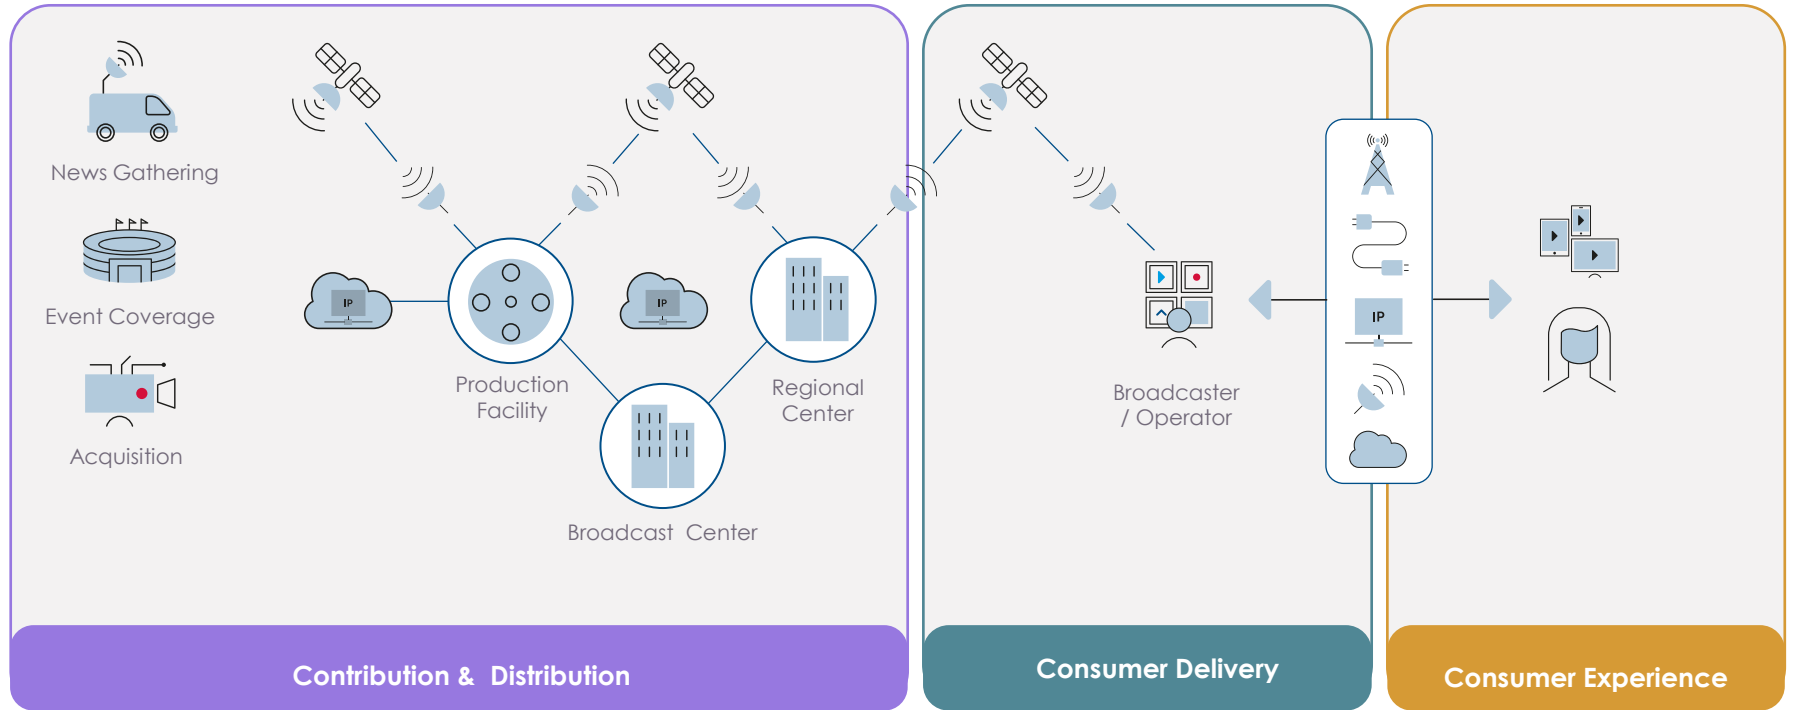 News Gathering
Event Coverage
Acquisition
IP
Production
Facility
IP
Regional
Center
Broadcast Center
Broadcaster
/ Operator
IP
Contribution & Distribution
Consumer Delivery
Consumer Experience